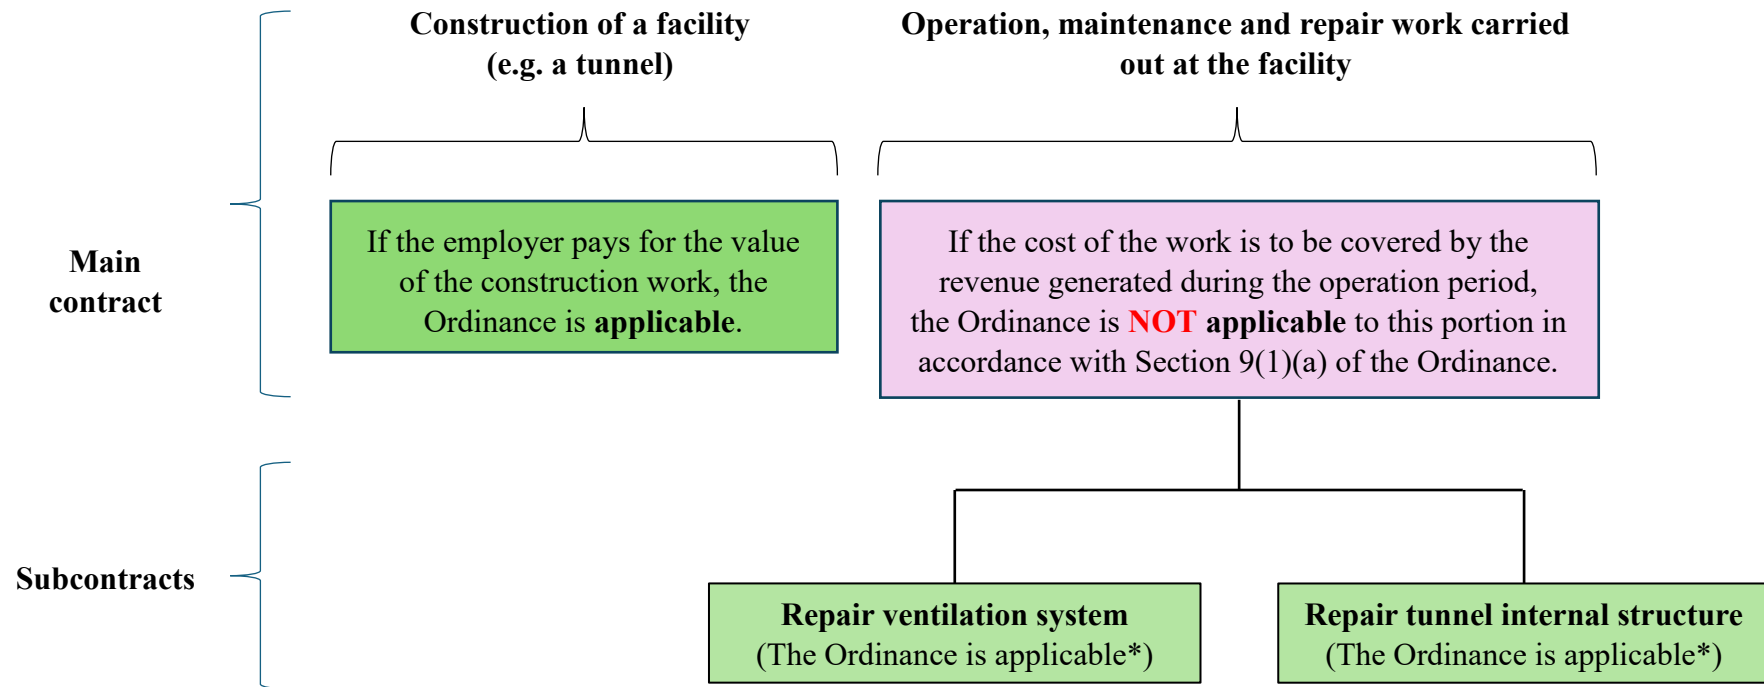 Construction of a facility
(e.g. a tunnel)
Operation, maintenance and repair work carried
out at the facility
Main
contract
If the employer pays for the value
of the construction work, the
Ordinance is applicable.
If the cost of the work is to be covered by the
revenue generated during the operation period,
the Ordinance is NOT applicable to this portion in
accordance with Section 9(1)(a) of the Ordinance.
Subcontracts
Repair ventilation system
(The Ordinance is applicable*)
Repair tunnel internal structure
(The Ordinance is applicable*)